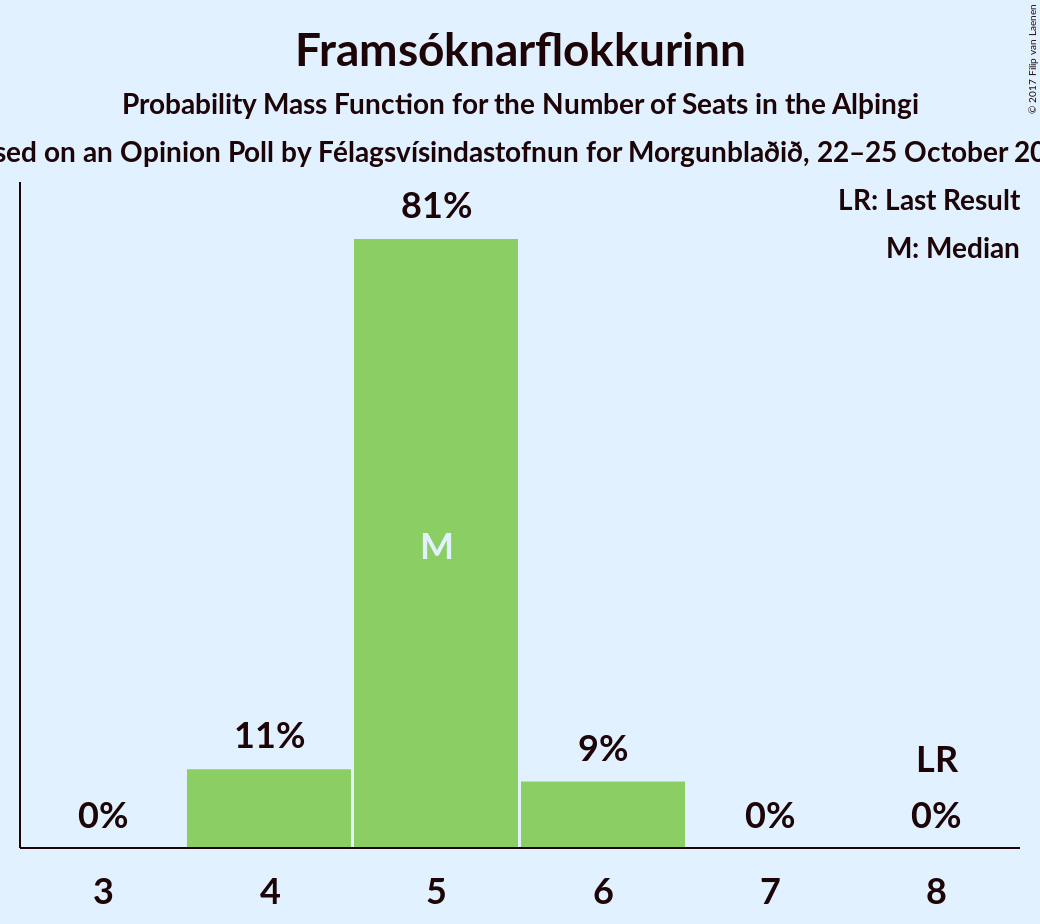 Framsóknarflokkurinn
Probability Mass Function for the Number of Seats in the Alþingi
sed on an Opinion Poll by Félagsvísindastofnun for Morgunblaðið, 22–25 October 20
LR: Last Result
M: Median
81%
M
11%
9%
LR
0%
0%
0%
3
4
5
6
7
8
© 2017 Filip van Laenen